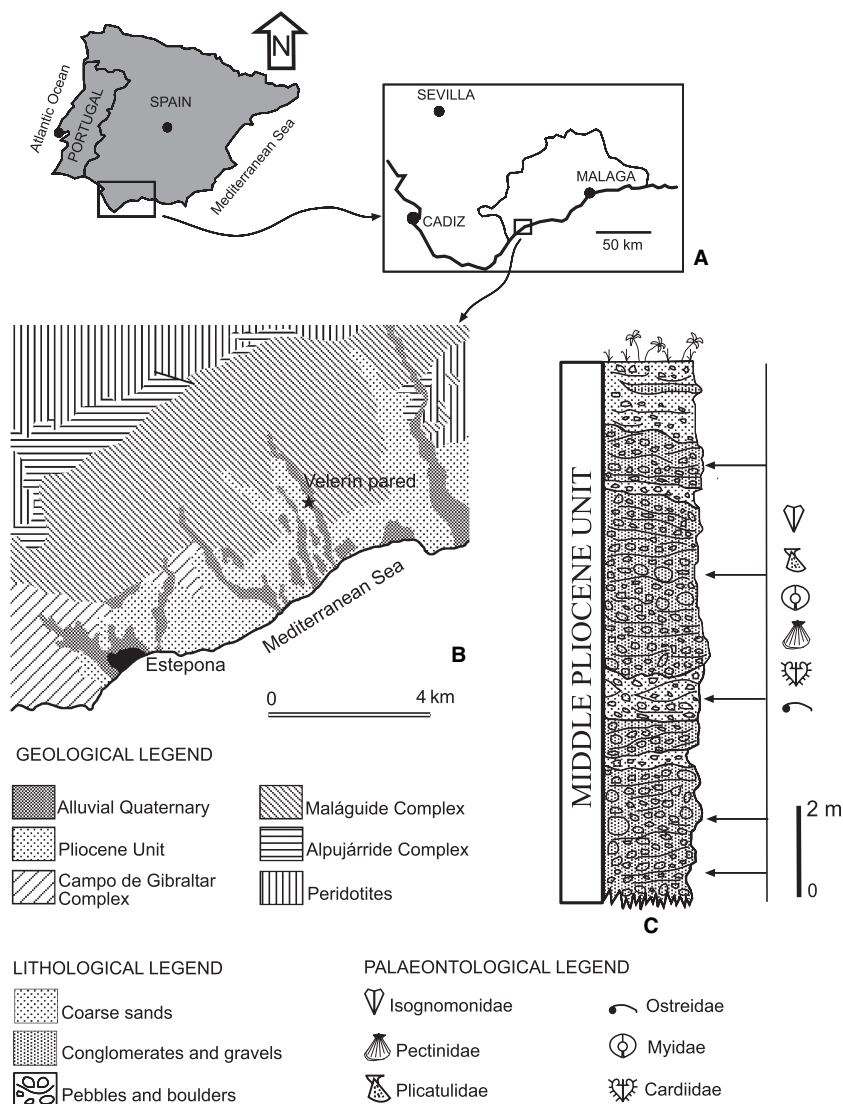 N
Atlantic Ocean
PORTUGAL
SPAIN
Mediterranean Sea
SEVILLA
MALAGA
CADIZ
50 km
A
Velerín pared
Mediterranean Sea
Estepona
B
0 4 km
MIDDLE PLIOCENE UNIT
2 m
0
C
GEOLOGICAL LEGEND
Alluvial Quaternary
Pliocene Unit
Campo de Gibraltar
Complex
Maláguide Complex
Alpujárride Complex
Peridotites
LITHOLOGICAL LEGEND
Coarse sands
Conglomerates and gravels
Pebbles and boulders
PALAEONTOLOGICAL LEGEND
Isognomonidae
Pectinidae
Plicatulidae
Ostreidae
Myidae
Cardiidae